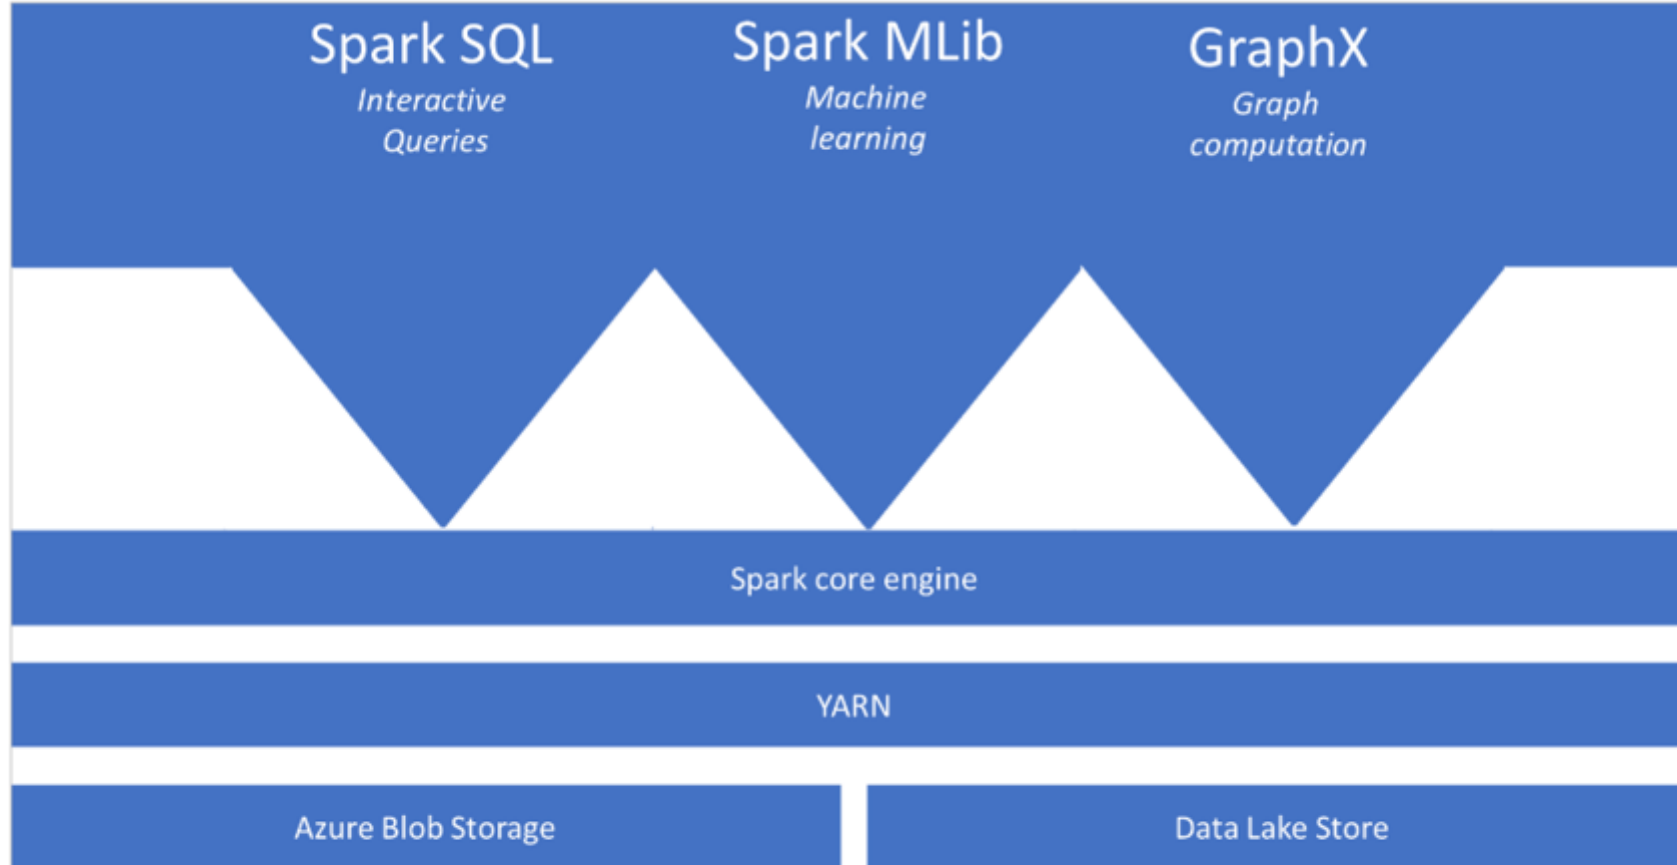 Spark SQL
Interactive
Queries
Spark MLib
Machine
learning
GraphX
Graph
computation
Spark core engine
YARN
Azure Blob Storage
Data Lake Store